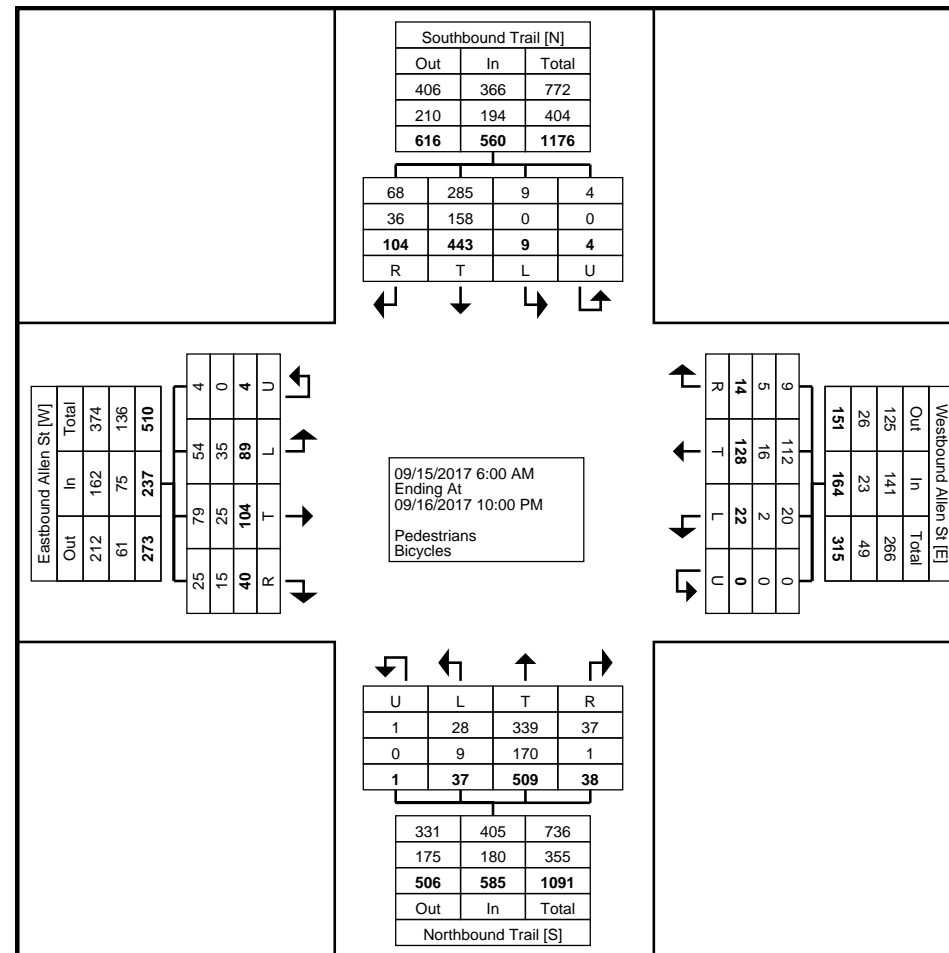 Southbound Trail [N]
Out In Total
406 366 772
210 194 404
616 560 1176
68 285 9 4
36 158 0 0
104 443 9 4
R T L U
Eastbound Allen St [W]
Total In Out
374 162 212
136 75 61
510 237 273
4 54 79 25
0 35 25 15
4 89 104 40
U L T R
09/15/2017 6:00 AM
Ending At
09/16/2017 10:00 PM
Pedestrians
Bicycles
Westbound Allen St [E]
Out In Total
125 141 266
26 23 49
151 164 315
9 112 20 0
5 16 2 0
14 128 22 0
R T L U
U L T R
1 28 339 37
0 9 170 1
1 37 509 38
331 405 736
175 180 355
506 585 1091
Out In Total
Northbound Trail [S]